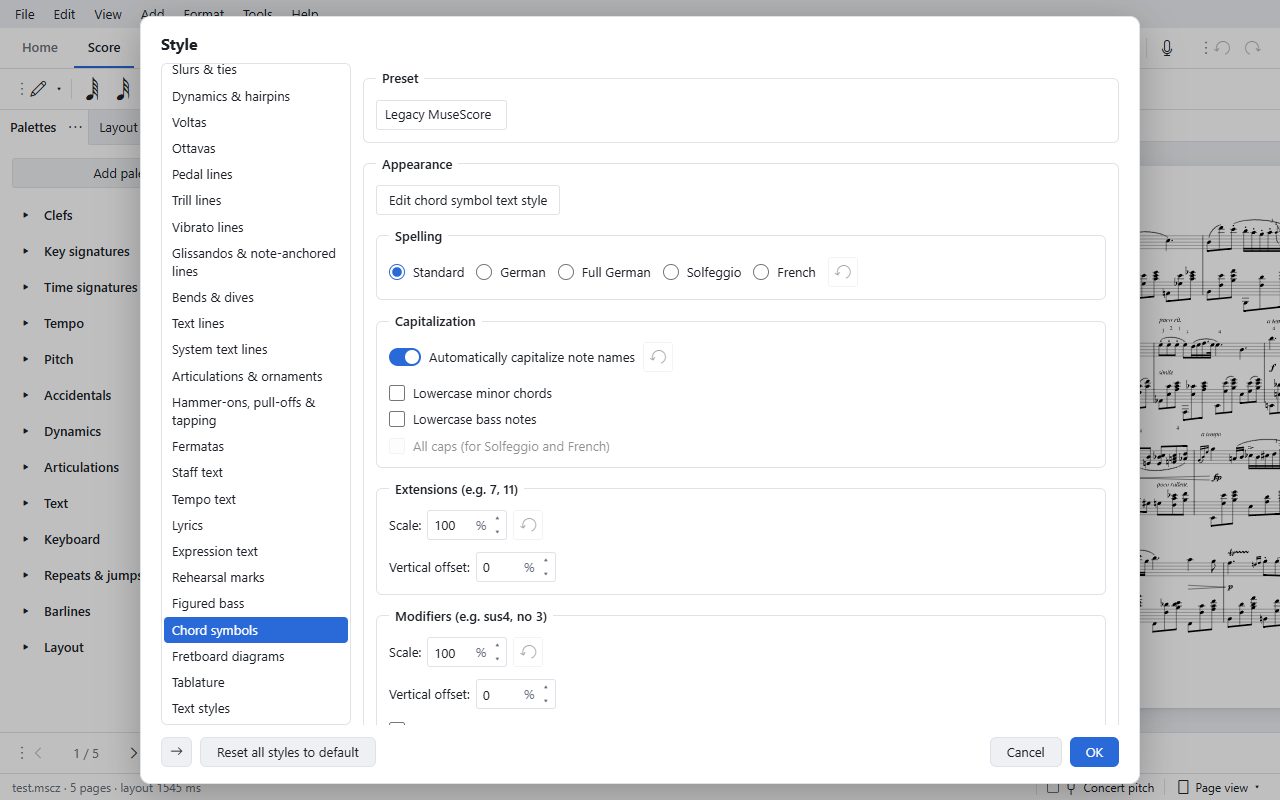 File Edit View Add Format Tools Help
Home Score
Style
Palettes ··· Layout
Add pale
Clefs
Key signatures
Time signatures
Tempo
Pitch
Accidentals
Dynamics
Articulations
Text
Keyboard
Repeats & jumps
Barlines
Layout
1 / 5
Slurs & ties
Dynamics & hairpins
Voltas
Ottavas
Pedal lines
Trill lines
Vibrato lines
Glissandos & note-anchored
lines
Bends & dives
Text lines
System text lines
Articulations & ornaments
Hammer-ons, pull-offs &
tapping
Fermatas
Staff text
Tempo text
Lyrics
Expression text
Rehearsal marks
Figured bass
Chord symbols
Fretboard diagrams
Tablature
Text styles
Preset
Legacy MuseScore
Appearance
Edit chord symbol text style
Spelling
Standard German Full German Solfeggio French
Capitalization
Automatically capitalize note names
Lowercase minor chords
Lowercase bass notes
All caps (for Solfeggio and French)
Extensions (e.g. 7, 11)
Scale: 100 %
Vertical offset: 0 %
Modifiers (e.g. sus4, no 3)
Scale: 100 %
Vertical offset: 0 %
poco rit.
simile
a tempo
poco rallent.
Reset all styles to default
Cancel OK
test.mscz · 5 pages · layout 1545 ms
Concert pitch Page view